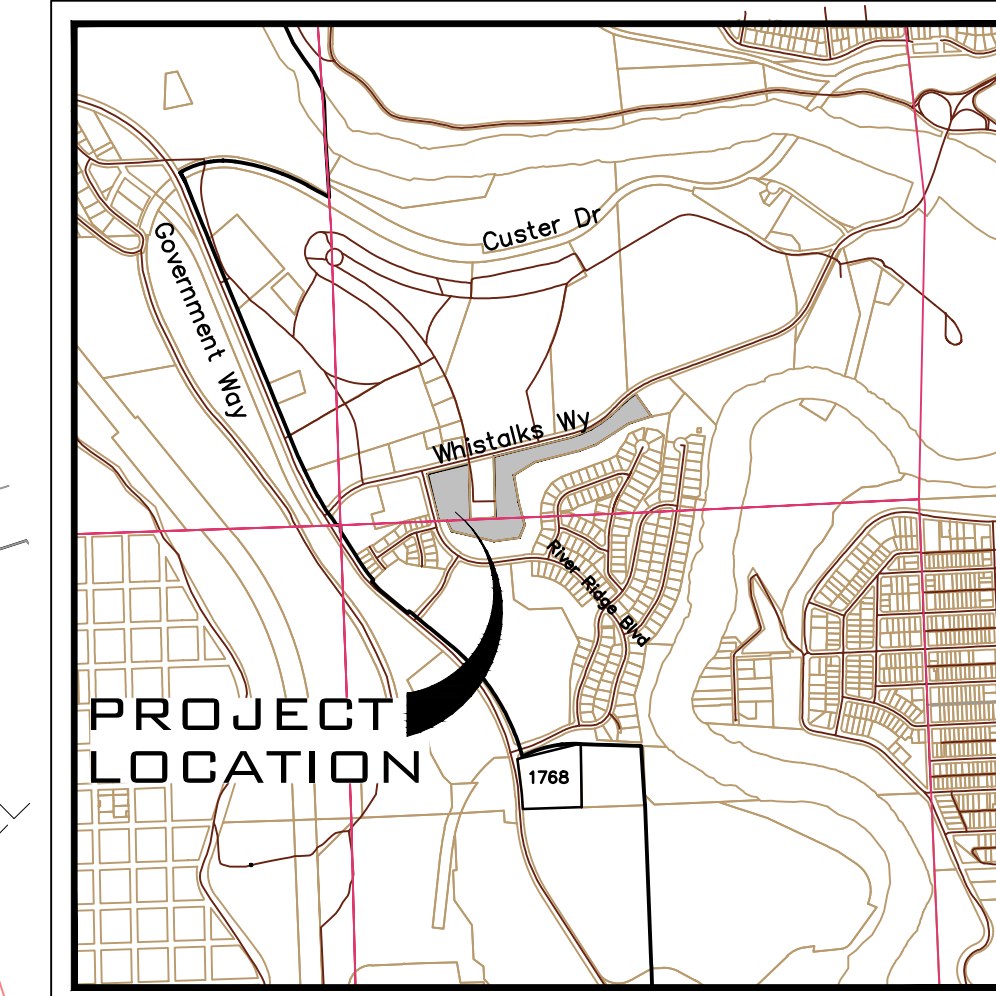 Custer Dr
Government Way
Whistalks Wy
River Ridge Blvd
PROJECT
LOCATION
1768